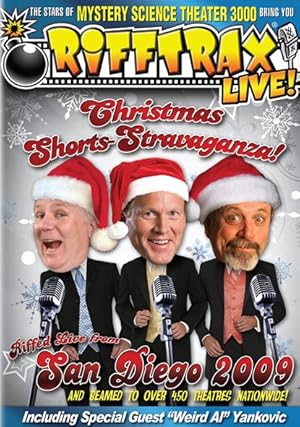 THE STARS OF MYSTERY SCIENCE THEATER 3000 BRING YOU
RiFFTRAX
LIVE!
Christmas
Shorts-Stravaganza!
Riffed Live from
San Diego 2009
AND BEAMED TO OVER 450 THEATRES NATIONWIDE!
Including Special Guest "Weird Al" Yankovic